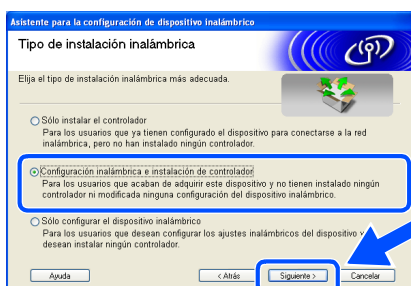 Asistente para la configuración de dispositivo inalámbrico
Tipo de instalación inalámbrica
Elija el tipo de instalación inalámbrica más adecuada.
Sólo instalar el controlador
Para los usuarios que ya tienen configurado el dispositivo para conectarse a la red
inalámbrica, pero no han instalado ningún controlador.
Configuración inalámbrica e instalación de controlador
Para los usuarios que acaban de adquirir este dispositivo y no tienen instalado ningún
controlador ni modificada ninguna configuración del dispositivo inalámbrico.
Sólo configurar el dispositivo inalámbrico
Para los usuarios que desean configurar los ajustes inalámbricos del dispositivo y
desean instalar ningún controlador.
Ayuda
< Atrás
Siguiente >
Cancelar